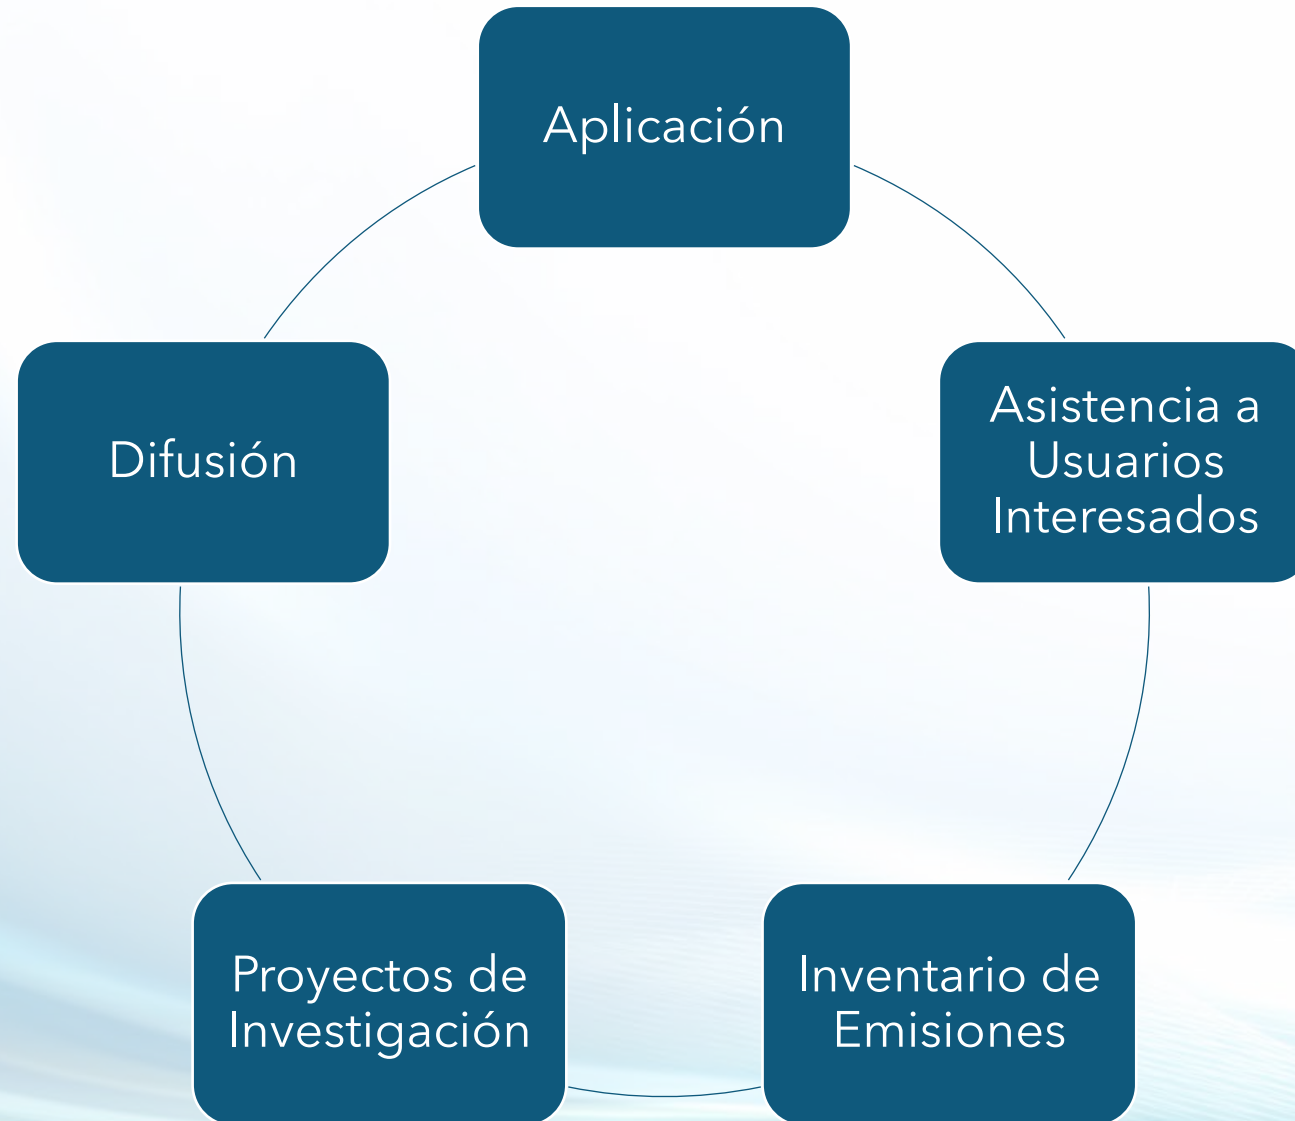 Aplicación
Asistencia a
Usuarios
Interesados
Inventario de
Emisiones
Proyectos de
Investigación
Difusión